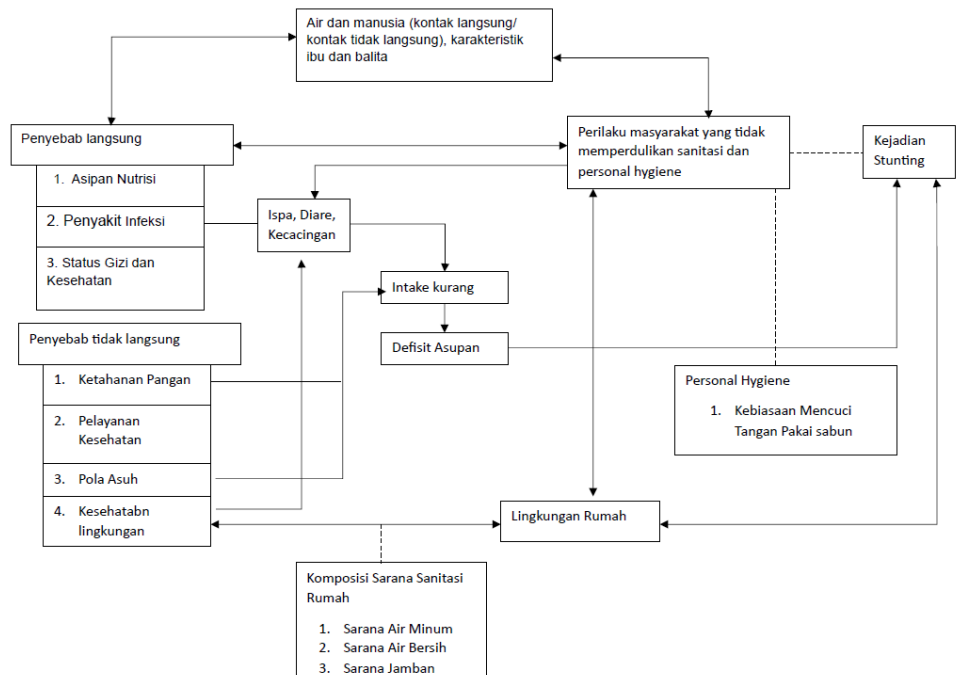 Air dan manusia (kontak langsung/
kontak tidak langsung), karakteristik
ibu dan balita
Penyebab langsung
1. Asipan Nutrisi
2. Penyakit Infeksi
3. Status Gizi dan
Kesehatan
Ispa, Diare,
Kecacingan
Perilaku masyarakat yang tidak
memperdulikan sanitasi dan
personal hygiene
Kejadian
Stunting
Intake kurang
Defisit Asupan
Penyebab tidak langsung
1. Ketahanan Pangan
2. Pelayanan
Kesehatan
3. Pola Asuh
4. Kesehatabn
lingkungan
Personal Hygiene
1. Kebiasaan Mencuci
Tangan Pakai sabun
Lingkungan Rumah
Komposisi Sarana Sanitasi
Rumah
1. Sarana Air Minum
2. Sarana Air Bersih
3. Sarana Jamban